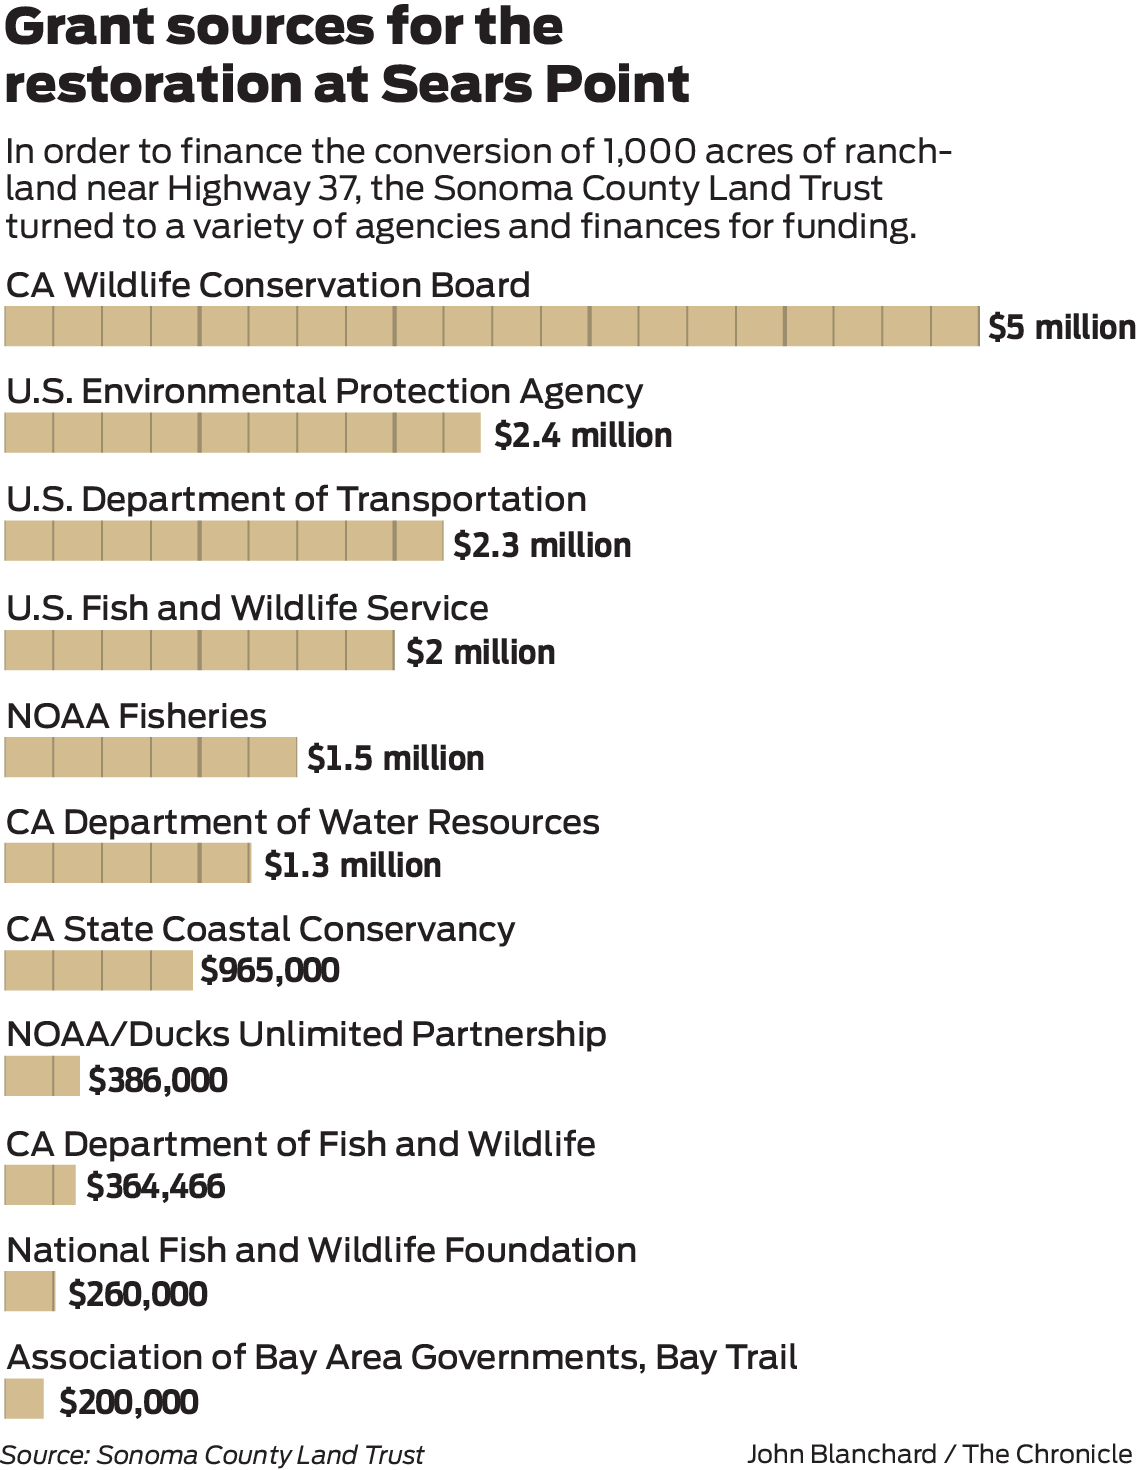 Grant sources for the
restoration at Sears Point
In order to finance the conversion of 1,000 acres of ranch-
land near Highway 37, the Sonoma County Land Trust
turned to a variety of agencies and finances for funding.
CA Wildlife Conservation Board
$5 million
U.S. Environmental Protection Agency
$2.4 million
U.S. Department of Transportation
$2.3 million
U.S. Fish and Wildlife Service
$2 million
NOAA Fisheries
$1.5 million
CA Department of Water Resources
$1.3 million
CA State Coastal Conservancy
$965,000
NOAA/Ducks Unlimited Partnership
$386,000
CA Department of Fish and Wildlife
$364,466
National Fish and Wildlife Foundation
$260,000
Association of Bay Area Governments, Bay Trail
$200,000
Source: Sonoma County Land Trust
John Blanchard / The Chronicle